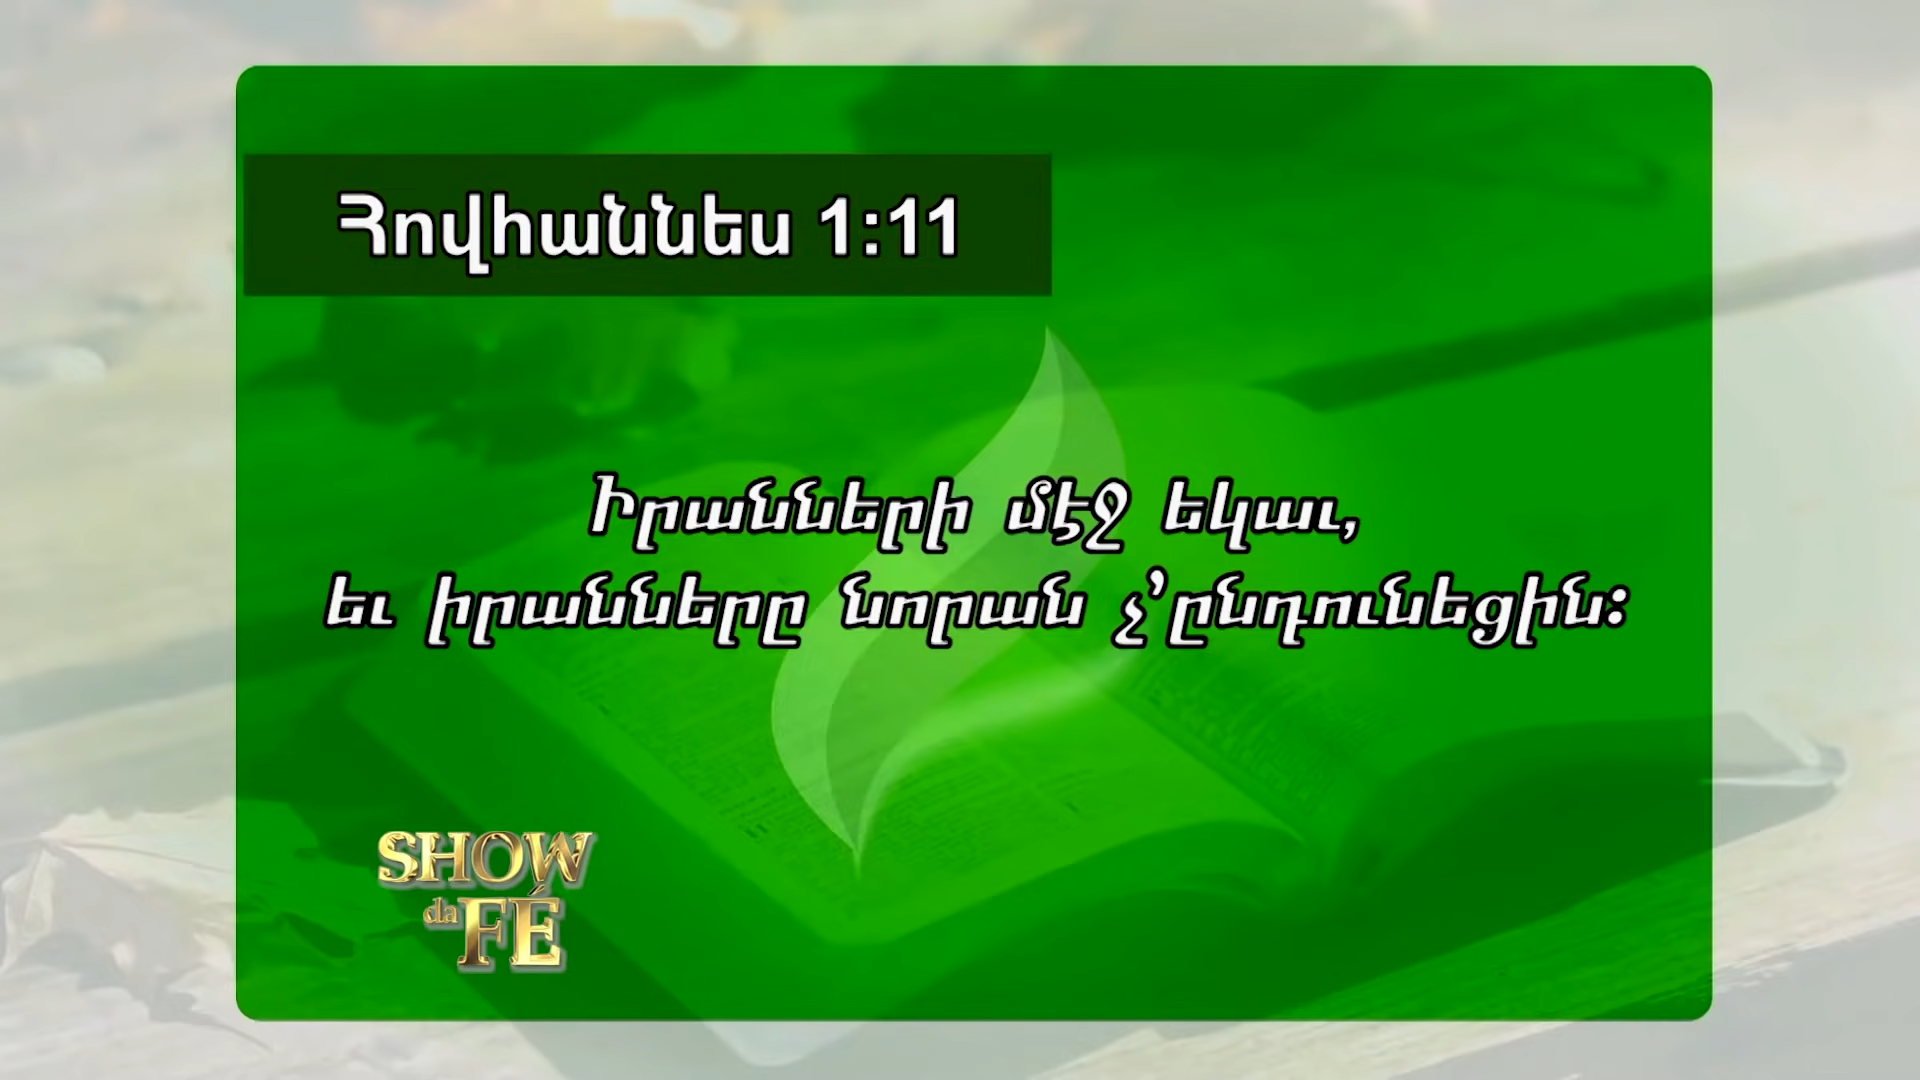 Հովհաննես 1:11
Իրանների մէջ եկաւ,
եւ իրանները նորան չ՚ընդունեցին։
SHOW
da FÉ